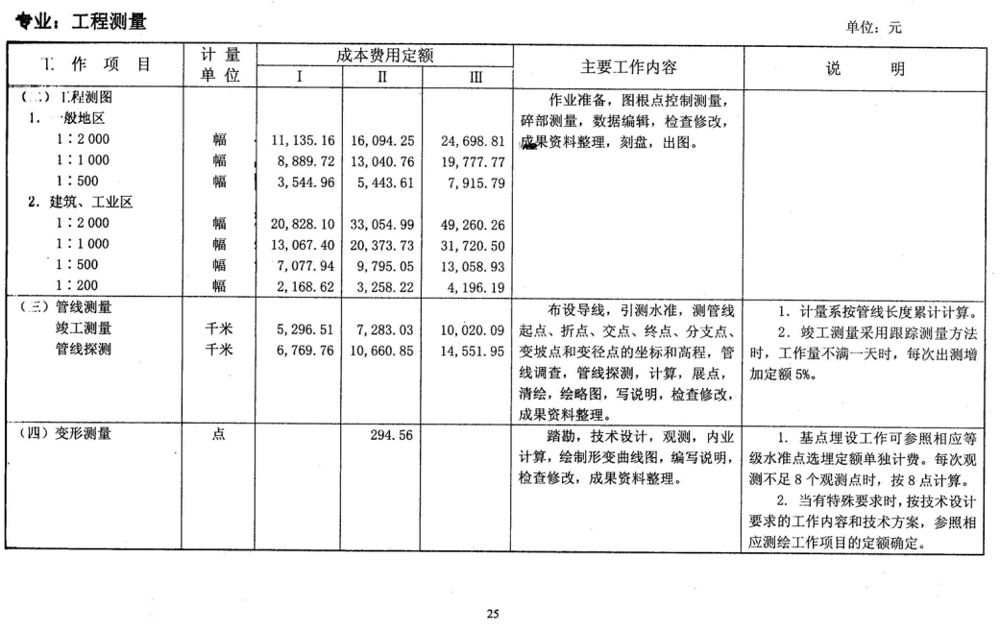 专业：工程测量
单位：元
工 作 项 目 计 量 单 位 成本费用定额 主要工作内容 说 明
I II III
（二）工程测图 作业准备，图根点控制测量，
1．一般地区 碎部测量，数据编辑，检查修改，
1∶2 000 幅 11,135.16 16,094.25 24,698.81 成果资料整理，刻盘，出图。
1∶1 000 幅 8,889.72 13,040.76 19,777.77
1∶500 幅 3,544.96 5,443.61 7,915.79
2．建筑、工业区
1∶2 000 幅 20,828.10 33,054.99 49,260.26
1∶1 000 幅 13,067.40 20,373.73 31,720.50
1∶500 幅 7,077.94 9,795.05 13,058.93
1∶200 幅 2,168.62 3,258.22 4,196.19
（三）管线测量 布设导线，引测水准，测管线 1．计量系按管线长度累计计算。
竣工测量 千米 5,296.51 7,283.03 10,020.09 起点、折点、交点、终点、分支点、 2．竣工测量采用跟踪测量方法
管线探测 千米 6,769.76 10,660.85 14,551.95 变坡点和变径点的坐标和高程，管 时，工作量不满一天时，每次出测增
线调查，管线探测，计算，展点， 加定额 5%。
清绘，绘略图，写说明，检查修改，
成果资料整理。
（四）变形测量 点 294.56 踏勘，技术设计，观测，内业 1．基点埋设工作可参照相应等
计算，绘制形变曲线图，编写说明， 级水准点选埋定额单独计费。每次观
检查修改，成果资料整理。 测不足 8 个观测点时，按 8 点计算。
2．当有特殊要求时，按技术设计
要求的工作内容和技术方案，参照相
应测绘工作项目的定额确定。
25